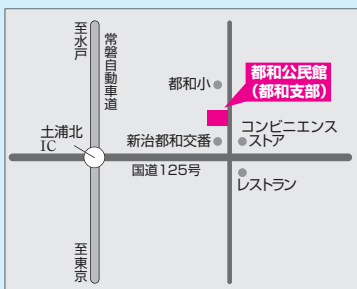 至水戸
常磐自動車道
都和小
都和公民館
(都和支部)
土浦北
IC
新治都和交番
コンビニエンス
ストア
国道125号
レストラン
至東京